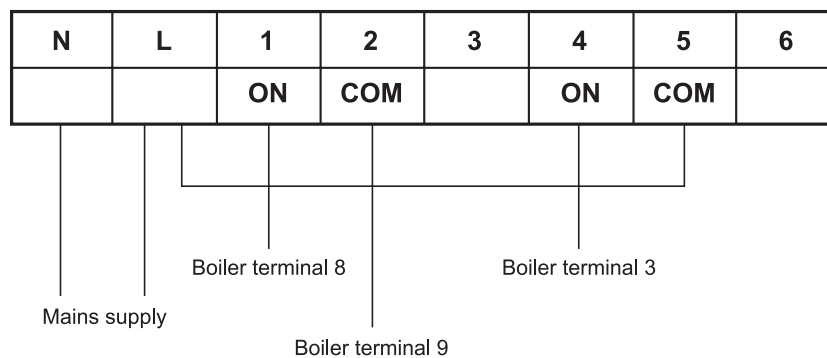 N L 1 2 3 4 5 6
ON COM ON COM
Boiler terminal 8 Boiler terminal 3
Mains supply
Boiler terminal 9